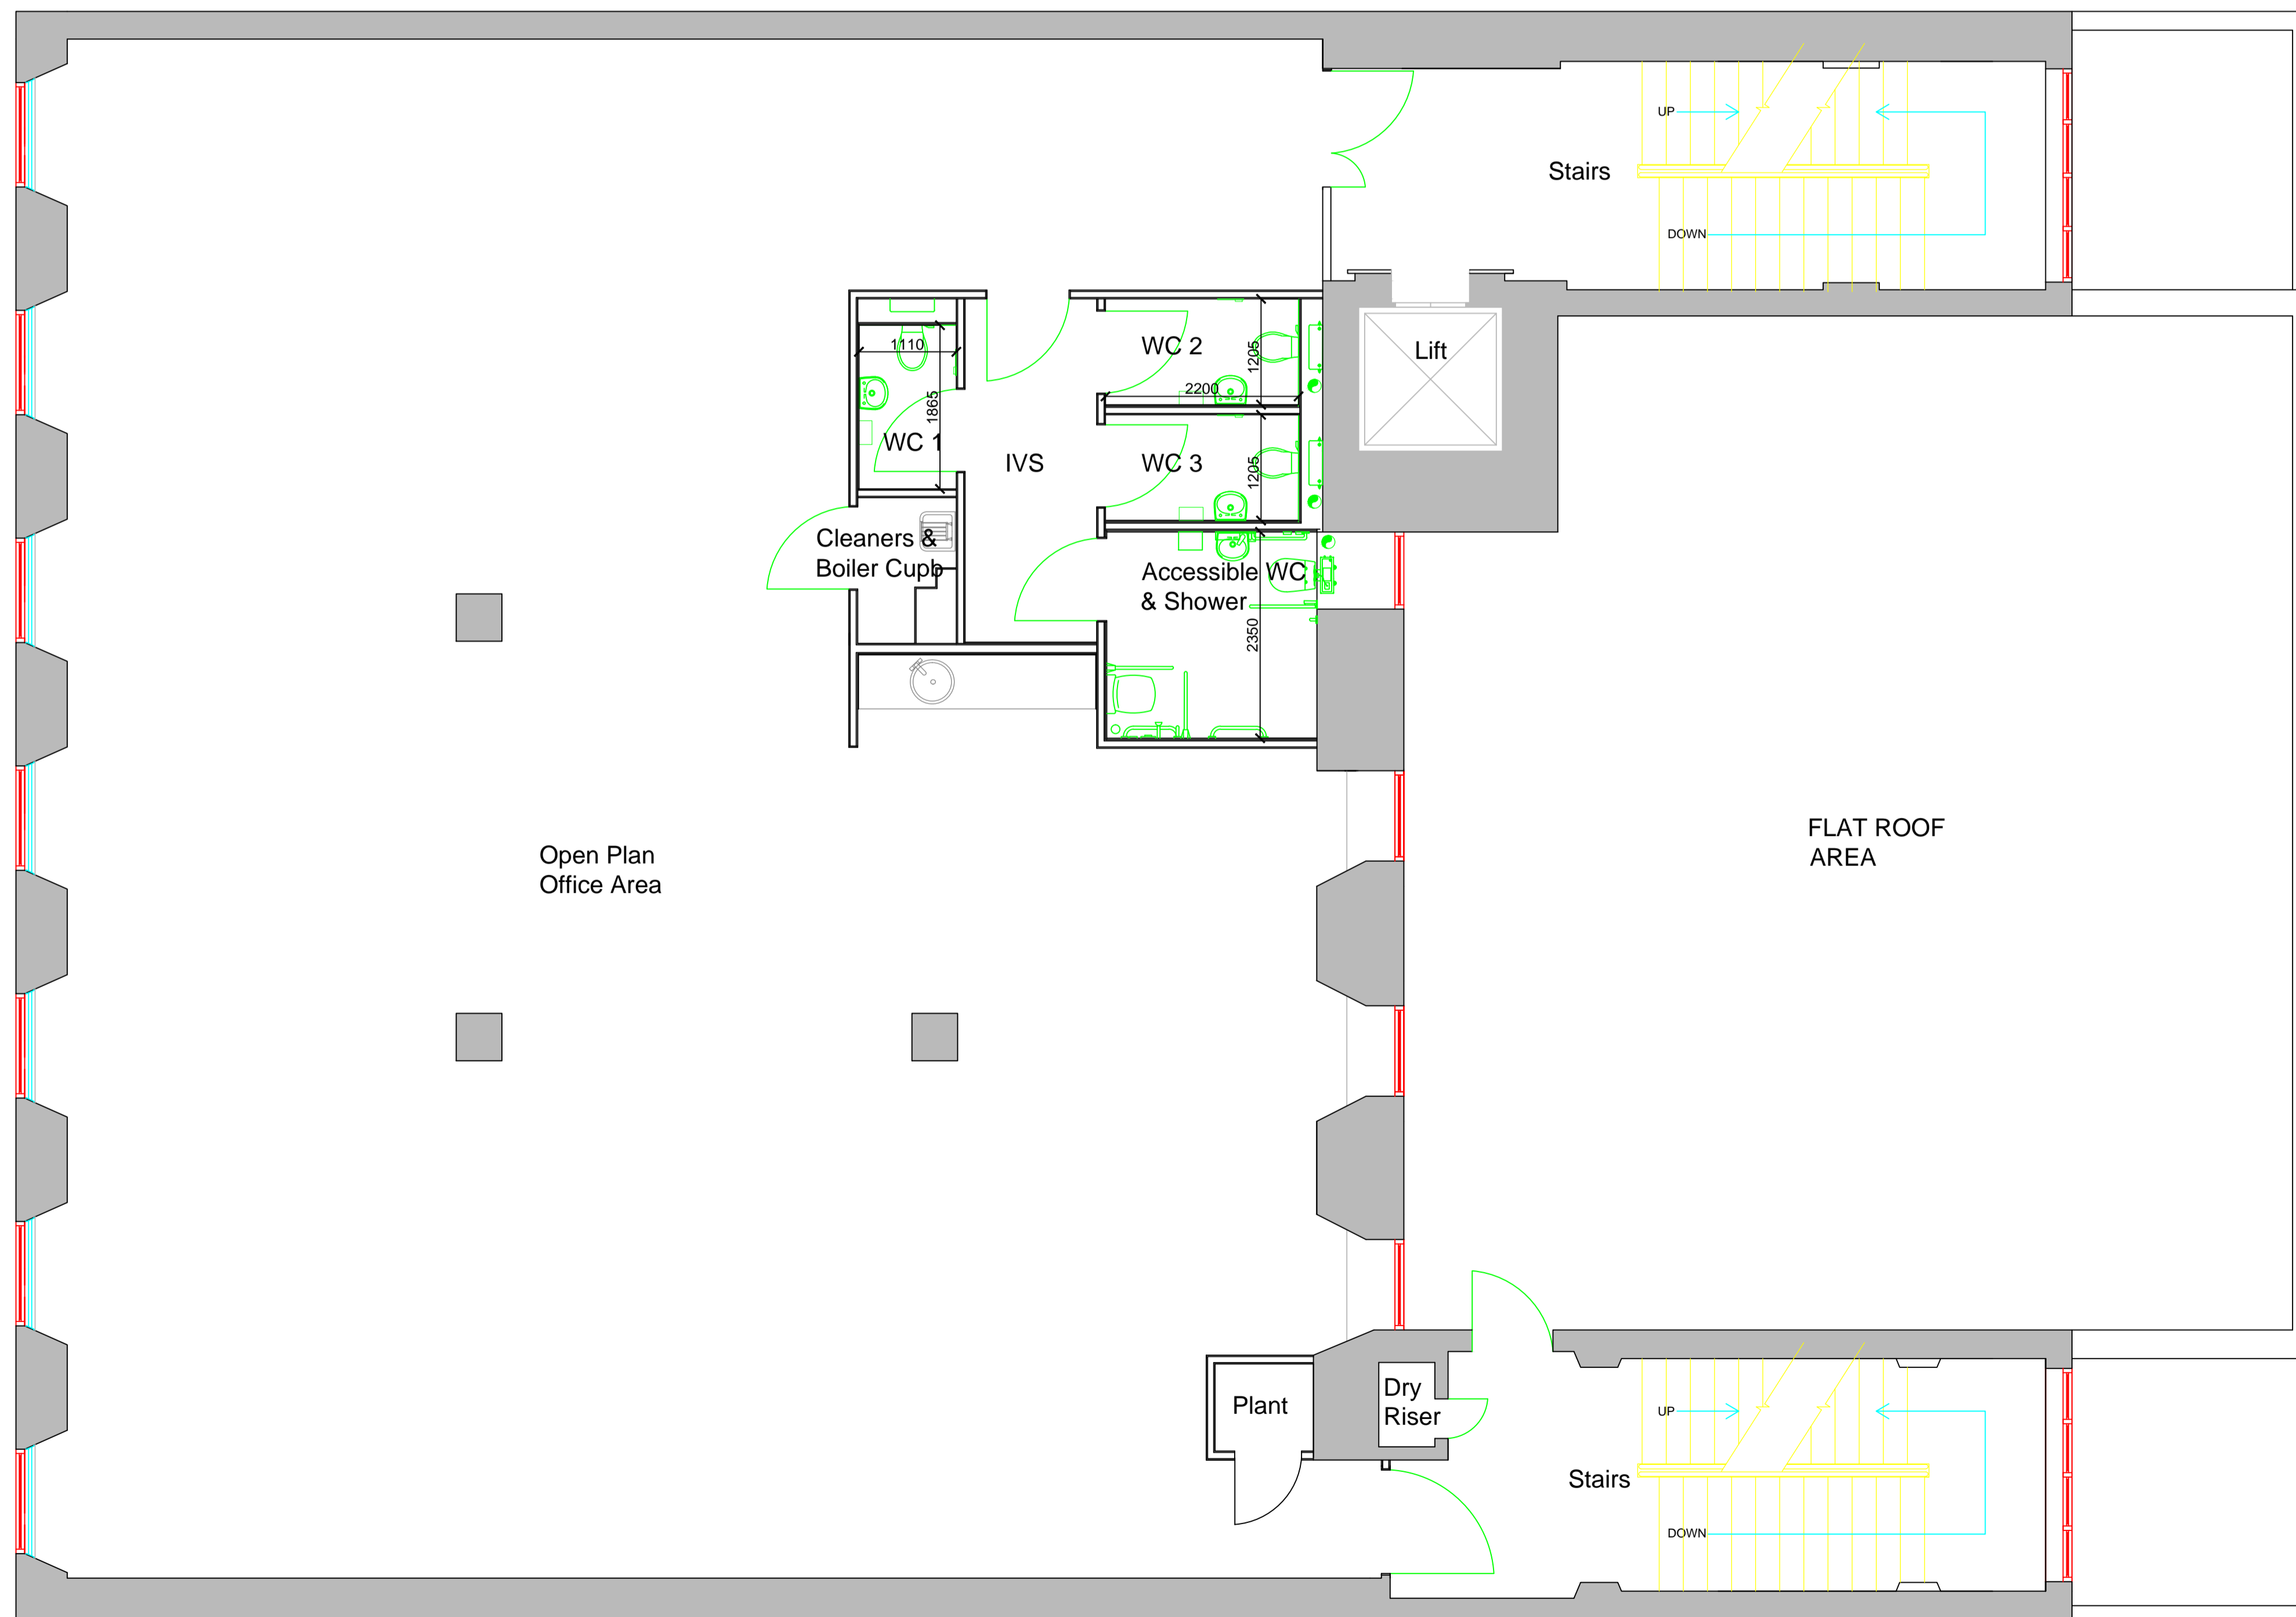 UP
Stairs
DOWN
WC 2
1205
2200
1110
1865
WC 1
IVS
WC 3
1205
Lift
Cleaners &
Boiler Cupb
Accessible WC
& Shower
2350
Open Plan
Office Area
FLAT ROOF
AREA
Plant
Dry
Riser
UP
Stairs
DOWN